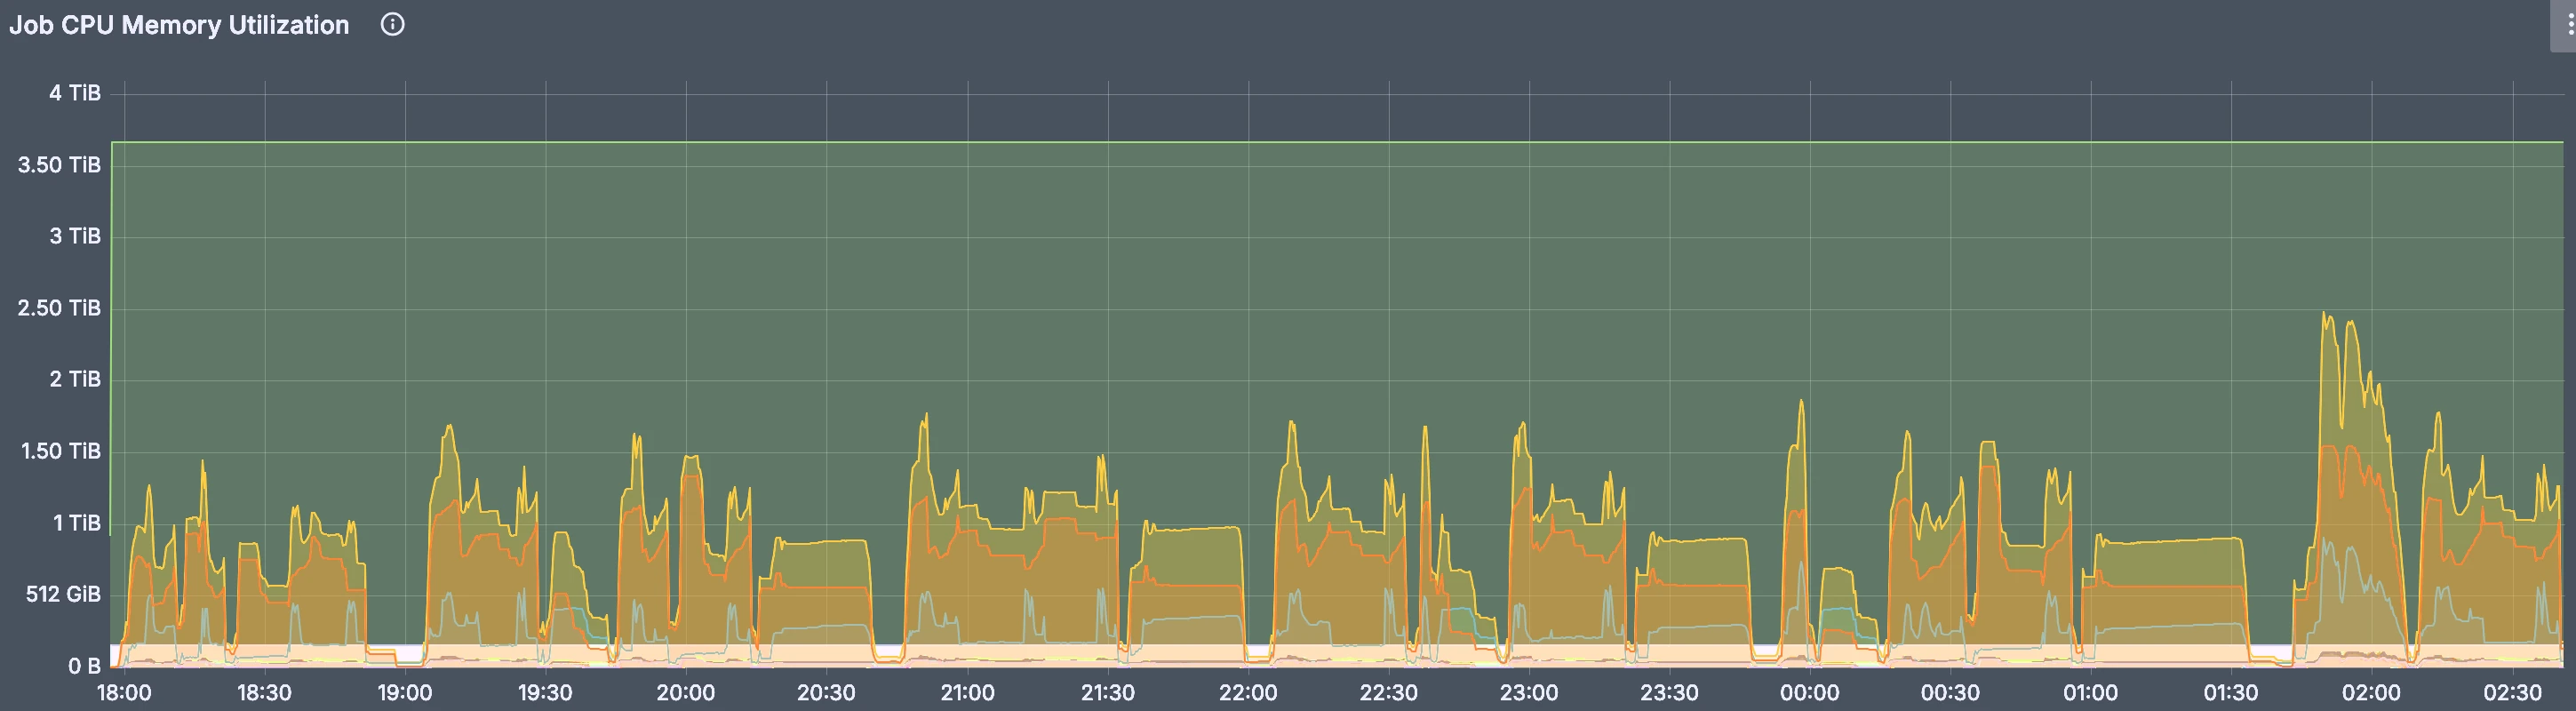 Job CPU Memory Utilization
4 TiB
3.50 TiB
3 TiB
2.50 TiB
2 TiB
1.50 TiB
1 TiB
512 GiB
0 B
18:00 18:30 19:00 19:30 20:00 20:30 21:00 21:30 22:00 22:30 23:00 23:30 00:00 00:30 01:00 01:30 02:00 02:30